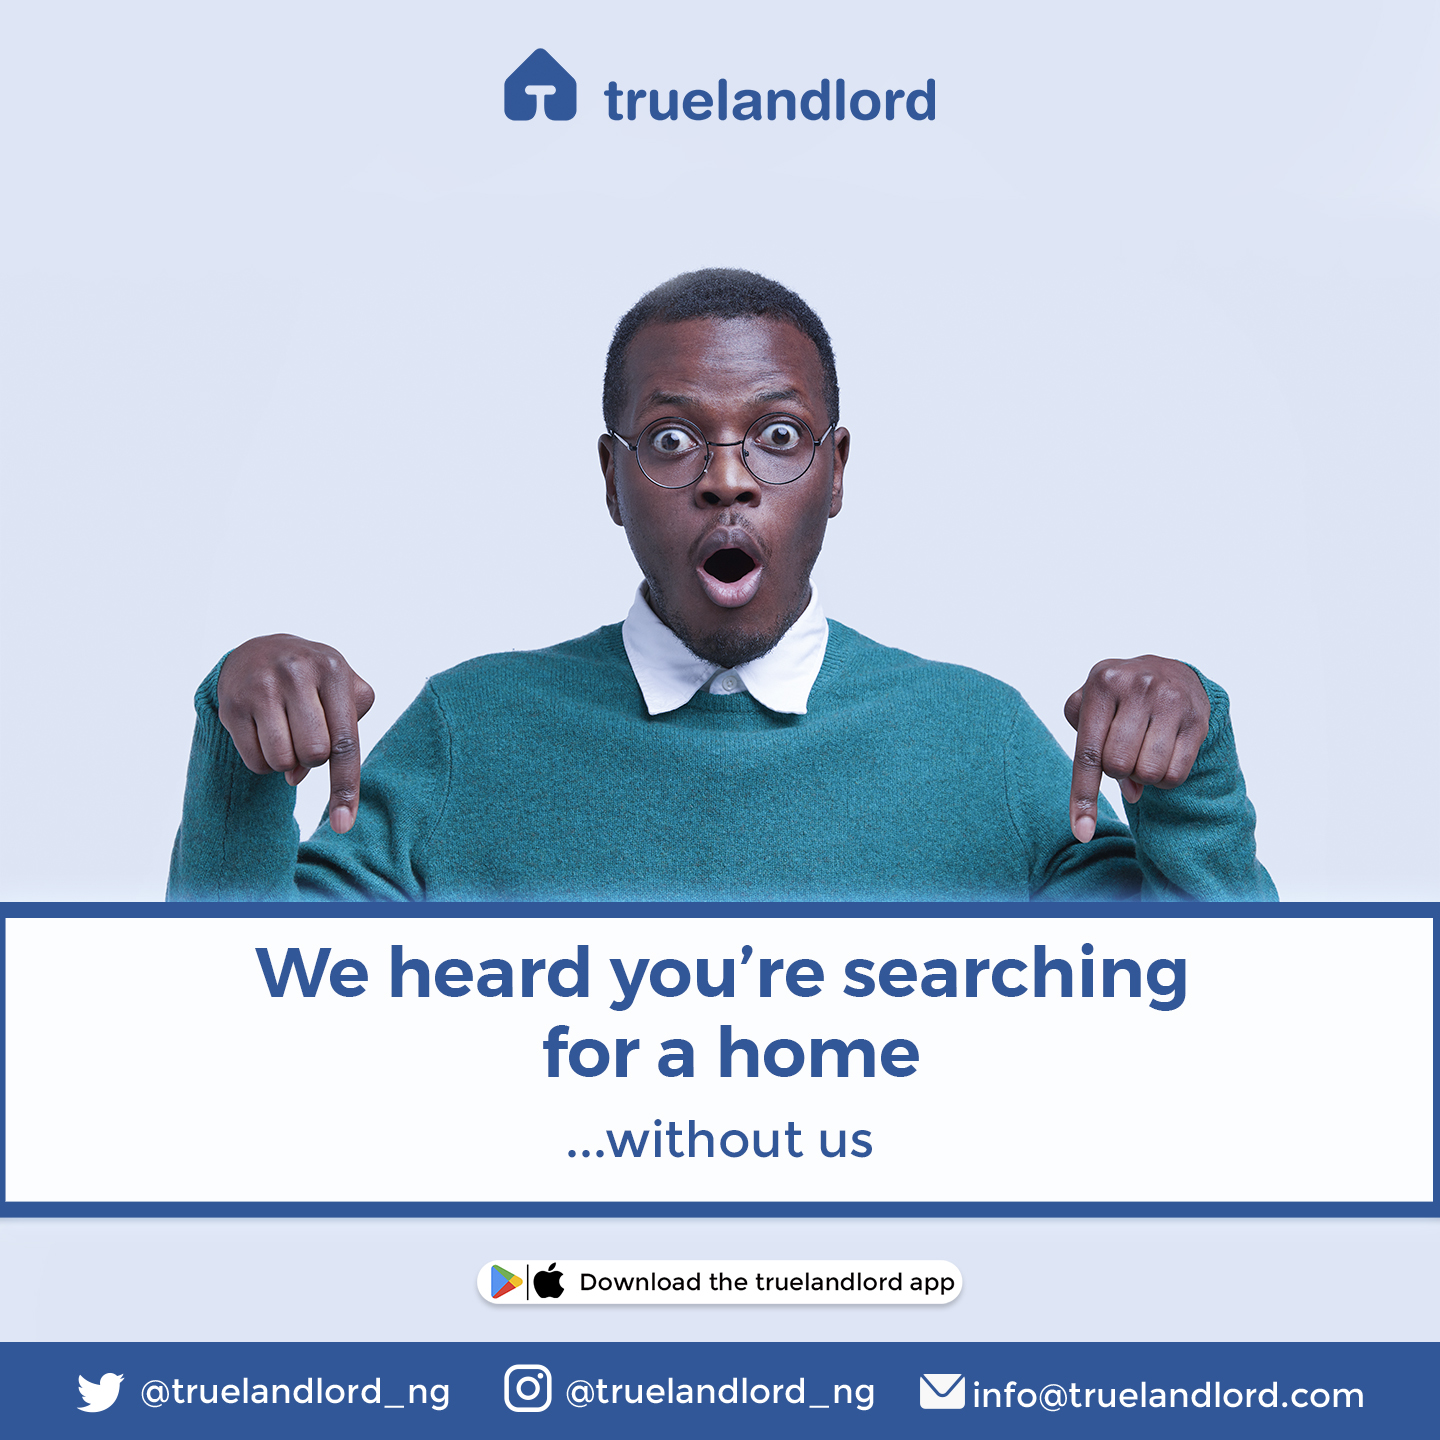 truelandlord
We heard you're searching
for a home
...without us
Download the truelandlord app
@truelandlord_ng
@truelandlord_ng
info@truelandlord.com